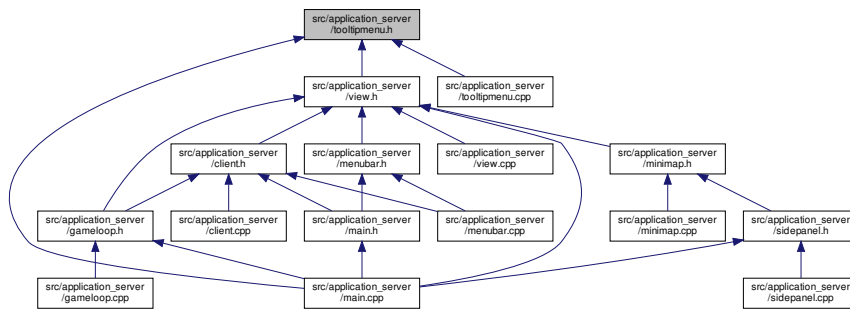 src/application_server
/tooltipmenu.h
src/application_server
/view.h
src/application_server
/tooltipmenu.cpp
src/application_server
/client.h
src/application_server
/menubar.h
src/application_server
/view.cpp
src/application_server
/minimap.h
src/application_server
/gameloop.h
src/application_server
/client.cpp
src/application_server
/main.h
src/application_server
/menubar.cpp
src/application_server
/minimap.cpp
src/application_server
/sidepanel.h
src/application_server
/gameloop.cpp
src/application_server
/main.cpp
src/application_server
/sidepanel.cpp